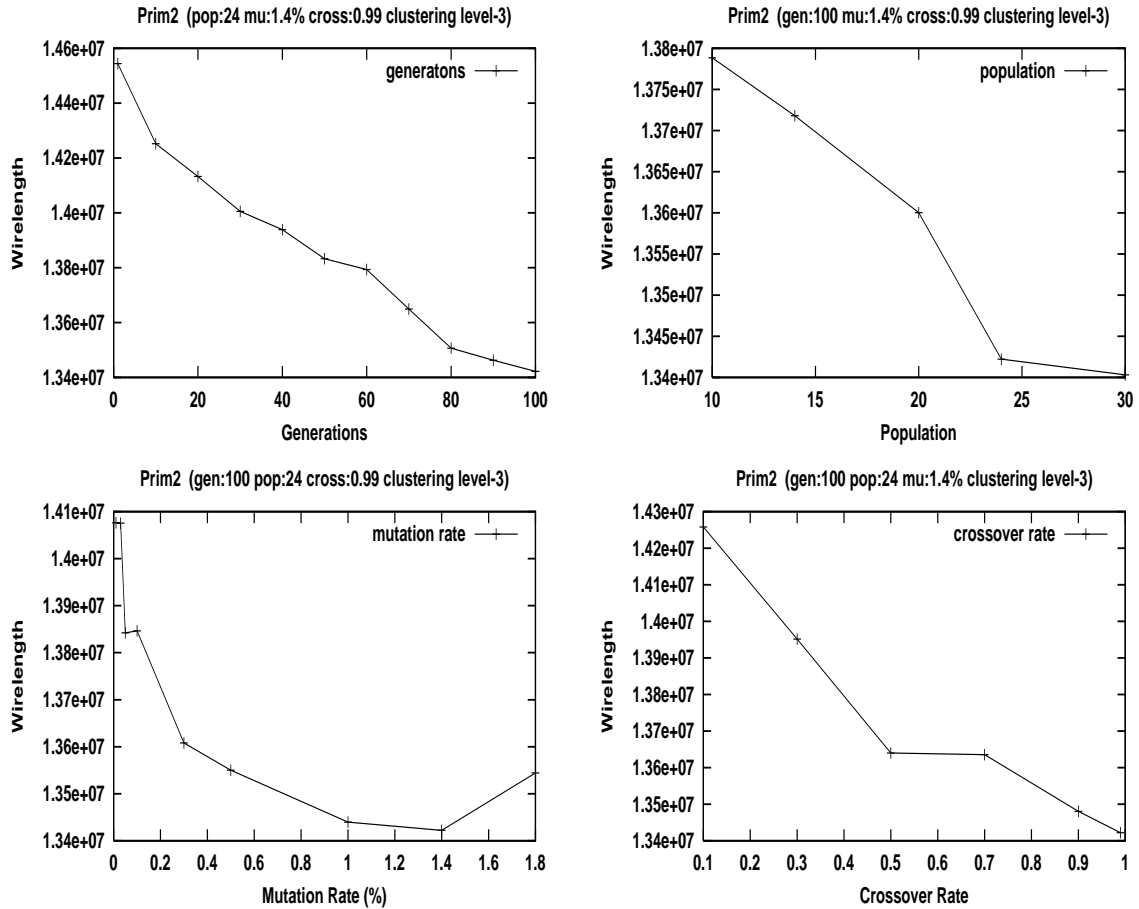 Prim2 (pop:24 mu:1.4% cross:0.99 clustering level-3)
1.46e+07
1.44e+07
1.42e+07
1.4e+07
1.38e+07
1.36e+07
1.34e+07
Wirelength
generatons
0 20 40 60 80 100
Generations
Prim2 (gen:100 mu:1.4% cross:0.99 clustering level-3)
1.38e+07
1.375e+07
1.37e+07
1.365e+07
1.36e+07
1.355e+07
1.35e+07
1.345e+07
1.34e+07
Wirelength
population
10 15 20 25 30
Population
Prim2 (gen:100 pop:24 cross:0.99 clustering level-3)
1.41e+07
1.4e+07
1.39e+07
1.38e+07
1.37e+07
1.36e+07
1.35e+07
1.34e+07
Wirelength
mutation rate
0 0.2 0.4 0.6 0.8 1 1.2 1.4 1.6 1.8
Mutation Rate (%)
Prim2 (gen:100 pop:24 mu:1.4% clustering level-3)
1.43e+07
1.42e+07
1.41e+07
1.4e+07
1.39e+07
1.38e+07
1.37e+07
1.36e+07
1.35e+07
1.34e+07
Wirelength
crossover rate
0.1 0.2 0.3 0.4 0.5 0.6 0.7 0.8 0.9 1
Crossover Rate